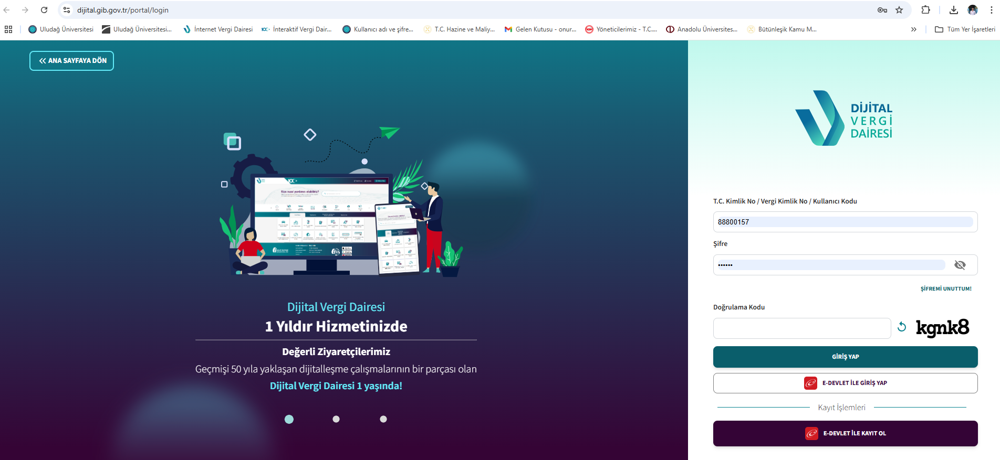 dijital.gib.gov.tr/portal/login
Uludağ Üniversitesi
Uludağ Üniversitesi...
İnternet Vergi Dairesi
İnteraktif Vergi Dair...
Kullanıcı adı ve şifre...
T.C. Hazine ve Maliy...
Gelen Kutusu - onur...
Yöneticilerimiz - T.C....
Anadolu Üniversites...
Bütünleşik Kamu M...
Tüm Yer İşaretleri
ANA SAYFAYA DÖN
DİJİTAL
VERGİ
DAİRESİ
Size nasıl yardımcı olabiliriz?
Dijital Vergi Dairesi
1 Yıldır Hizmetinizde
Değerli Ziyaretçilerimiz
Geçmişi 50 yıla yaklaşan dijitalleşme çalışmalarının bir parçası olan
Dijital Vergi Dairesi 1 yaşında!
T.C. Kimlik No / Vergi Kimlik No / Kullanıcı Kodu
88800157
Şifre
••••••
ŞİFREMİ UNUTTUM!
Doğrulama Kodu
kgnk8
GİRİŞ YAP
E-DEVLET İLE GİRİŞ YAP
Kayıt İşlemleri
E-DEVLET İLE KAYIT OL